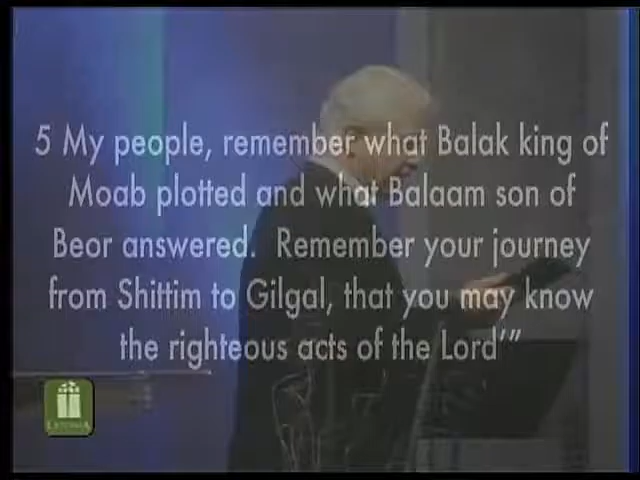 5 My people, remember what Balak king of
Moab plotted and what Balaam son of
Beor answered.  Remember your journey
from Shittim to Gilgal, that you may know
the righteous acts of the Lord'"